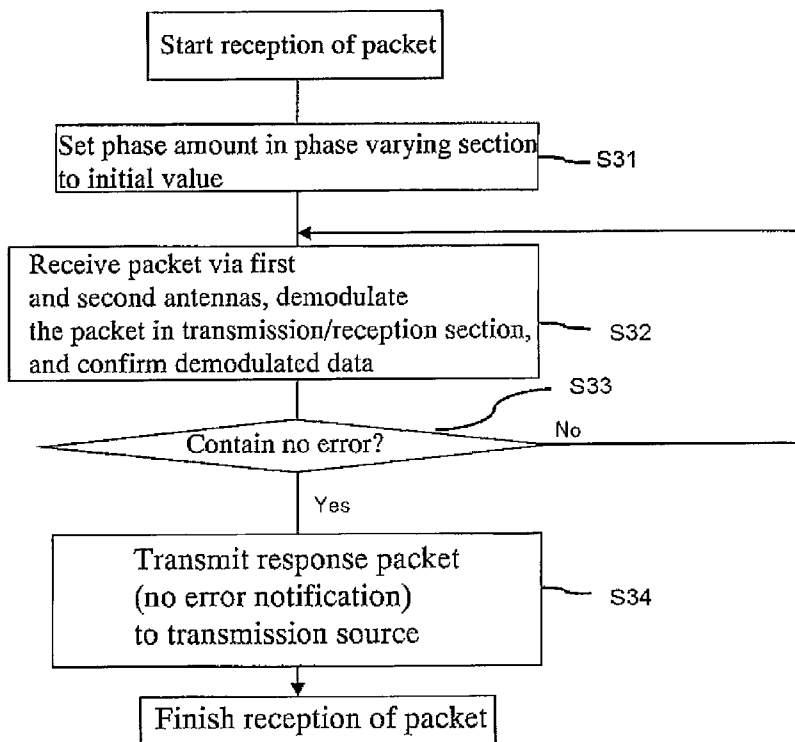 Start reception of packet
Set phase amount in phase varying section
to initial value
S31
Receive packet via first
and second antennas, demodulate
the packet in transmission/reception section,
and confirm demodulated data
S32
S33
Contain no error?
No
Yes
Transmit response packet
(no error notification)
to transmission source
S34
Finish reception of packet